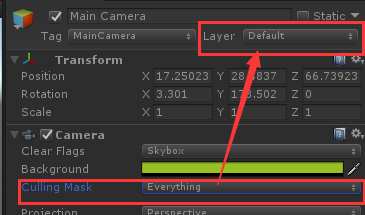 Main Camera Static
Tag MainCamera Layer Default
Transform
Position X 17.25023 Y Z 66.73923
Rotation X 3.301 Y Z 0
Scale X 1 Y 1 Z 1
Camera
Clear Flags Skybox
Background
Culling Mask Everything
Projection Perspective